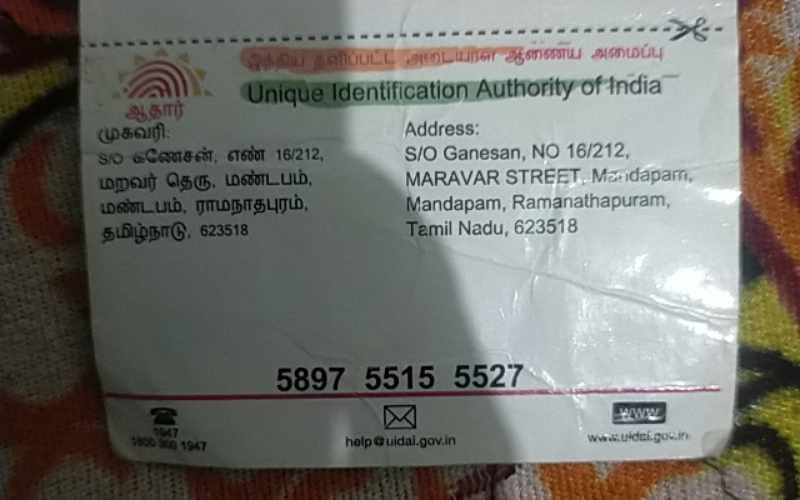 இந்திய தனிப்பட்ட அடையாள ஆணைய அமைப்பு
Unique Identification Authority of India
ஆதார்
முகவரி:
S/O கணேசன், எண் 16/212,
மறவர் தெரு, மண்டபம்,
மண்டபம், ராமநாதபுரம்,
தமிழ்நாடு, 623518
Address:
S/O Ganesan, NO 16/212,
MARAVAR STREET, Mandapam,
Mandapam, Ramanathapuram,
Tamil Nadu, 623518
5897 5515 5527
1947
1800 300 1947
help@uidai.gov.in
WWW
www.uidai.gov.in